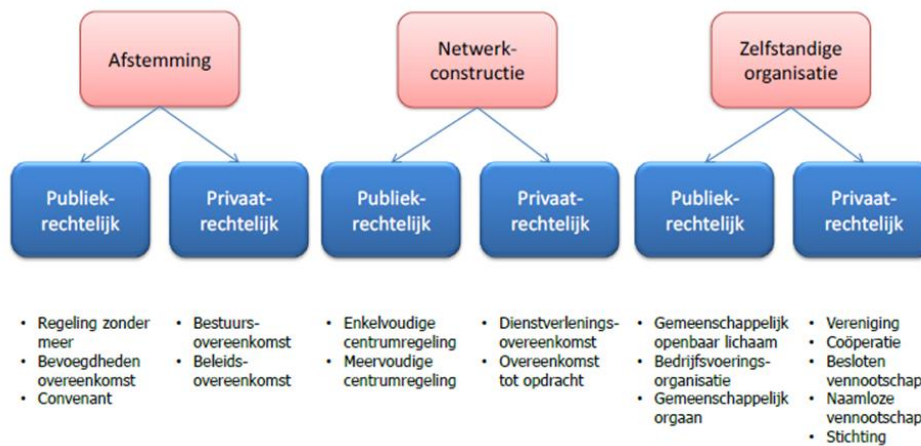 Afstemming
Netwerk-
constructie
Zelfstandige
organisatie
Publiek-
rechtelijk
Privaat-
rechtelijk
Publiek-
rechtelijk
Privaat-
rechtelijk
Publiek-
rechtelijk
Privaat-
rechtelijk
• Regeling zonder
meer
• Bevoegdheden
overeenkomst
• Convenant
• Bestuurs-
overeenkomst
• Beleids-
overeenkomst
• Enkelvoudige
centrumregeling
• Meervoudige
centrumregeling
• Dienstverlenings-
overeenkomst
• Overeenkomst
tot opdracht
• Gemeenschappelijk
openbaar lichaam
• Bedrijfsvoerings-
organisatie
• Gemeenschappelijk
orgaan
• Vereniging
• Coöperatie
• Besloten
vennootschap
• Naamloze
vennootschap
• Stichting